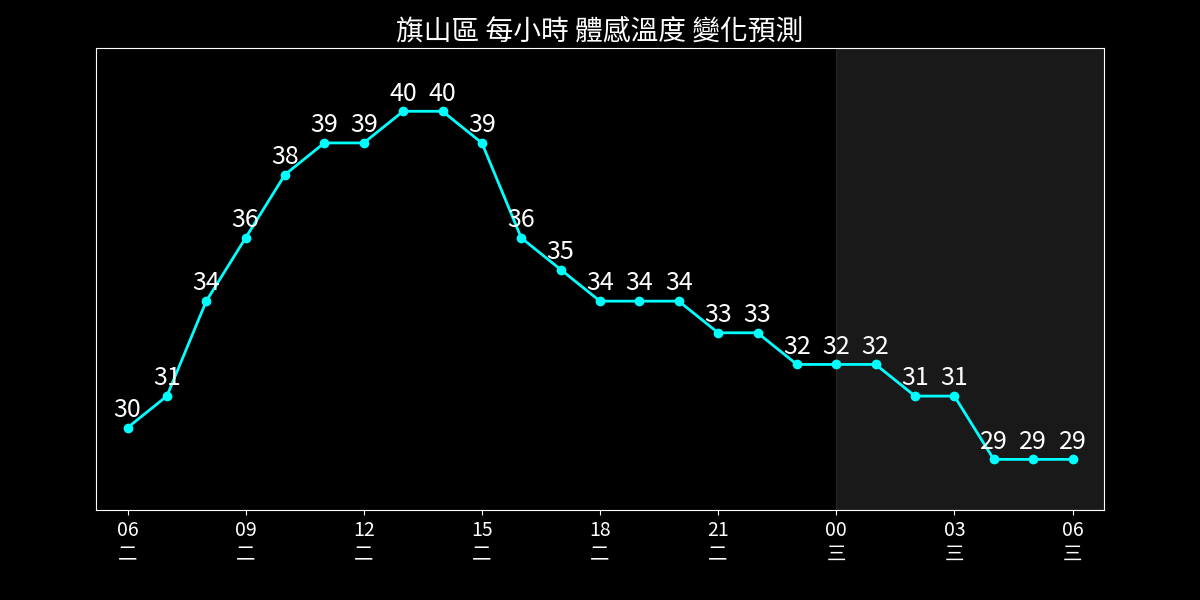 旗山區 每小時 體感溫度 變化預測
30 31 34 36 38 39 39 40 40 39 36 35 34 34 34 33 33 32 32 32 31 31 29 29 29
06 09 12 15 18 21 00 03 06
二 二 二 二 二 二 三 三 三